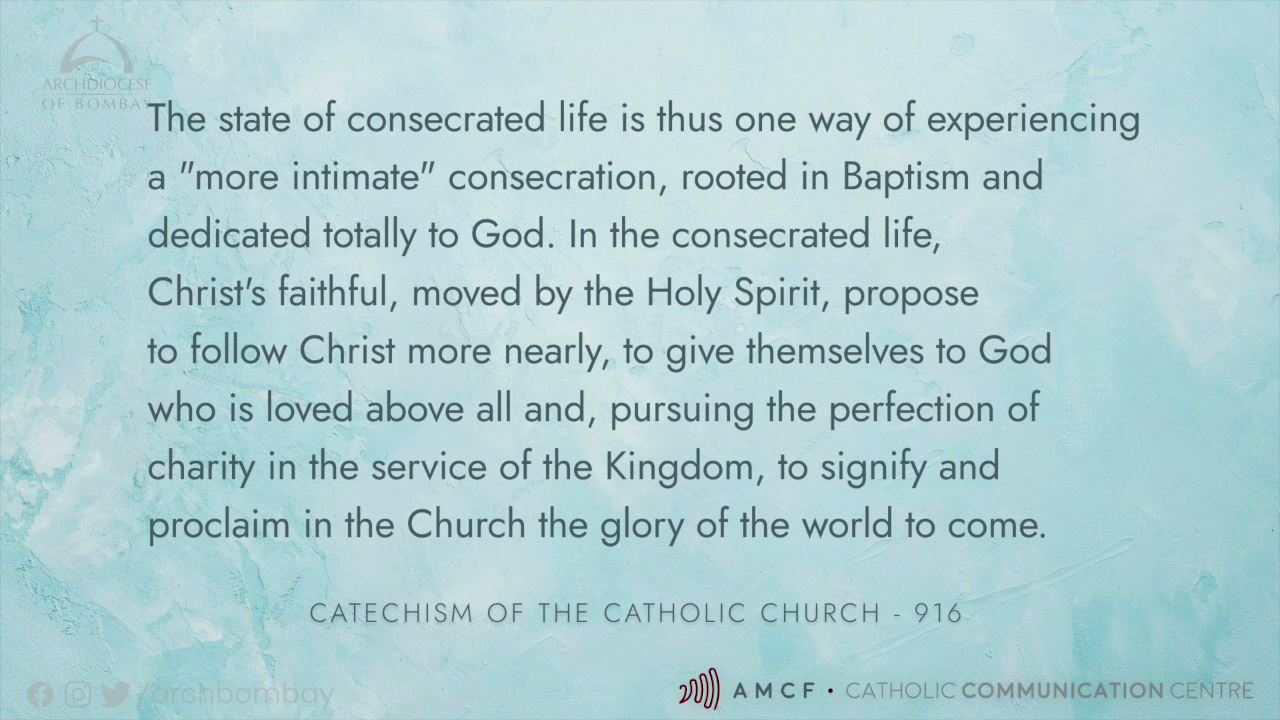 ARCHDIOCESE
OF BOMBAY
The state of consecrated life is thus one way of experiencing
a "more intimate" consecration, rooted in Baptism and
dedicated totally to God. In the consecrated life,
Christ's faithful, moved by the Holy Spirit, propose
to follow Christ more nearly, to give themselves to God
who is loved above all and, pursuing the perfection of
charity in the service of the Kingdom, to signify and
proclaim in the Church the glory of the world to come.
CATECHISM OF THE CATHOLIC CHURCH - 916
/archbombay
AMCF • CATHOLIC COMMUNICATION CENTRE